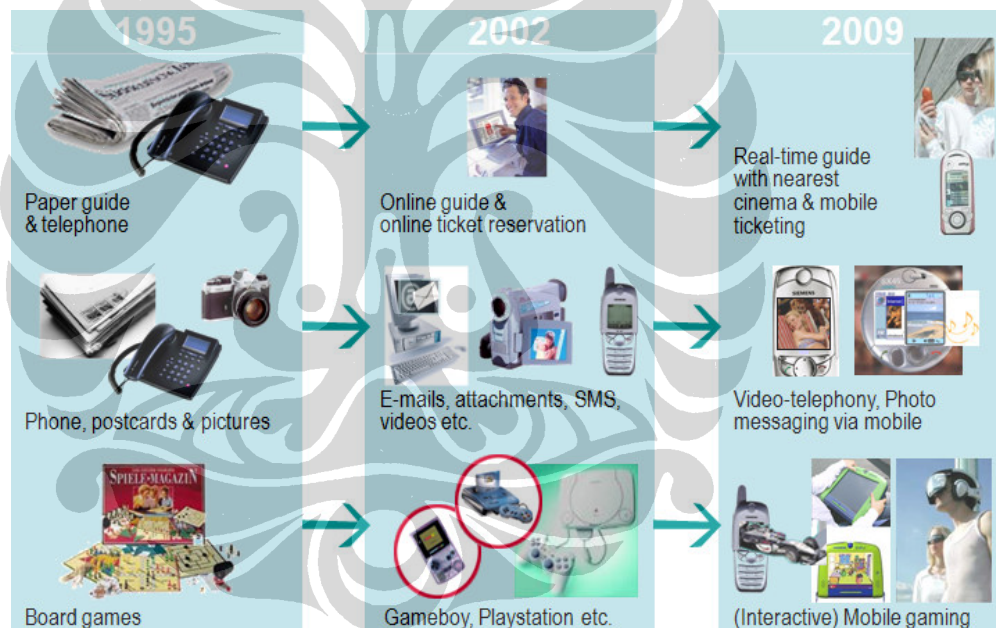 1995
2002
2009
Paper guide
& telephone
Online guide &
online ticket reservation
Real-time guide
with nearest
cinema & mobile
ticketing
SIEMENS
Phone, postcards & pictures
E-mails, attachments, SMS,
videos etc.
Video-telephony, Photo
messaging via mobile
SPIELE-MAGAZIN
Board games
Gameboy, Playstation etc.
(Interactive) Mobile gaming